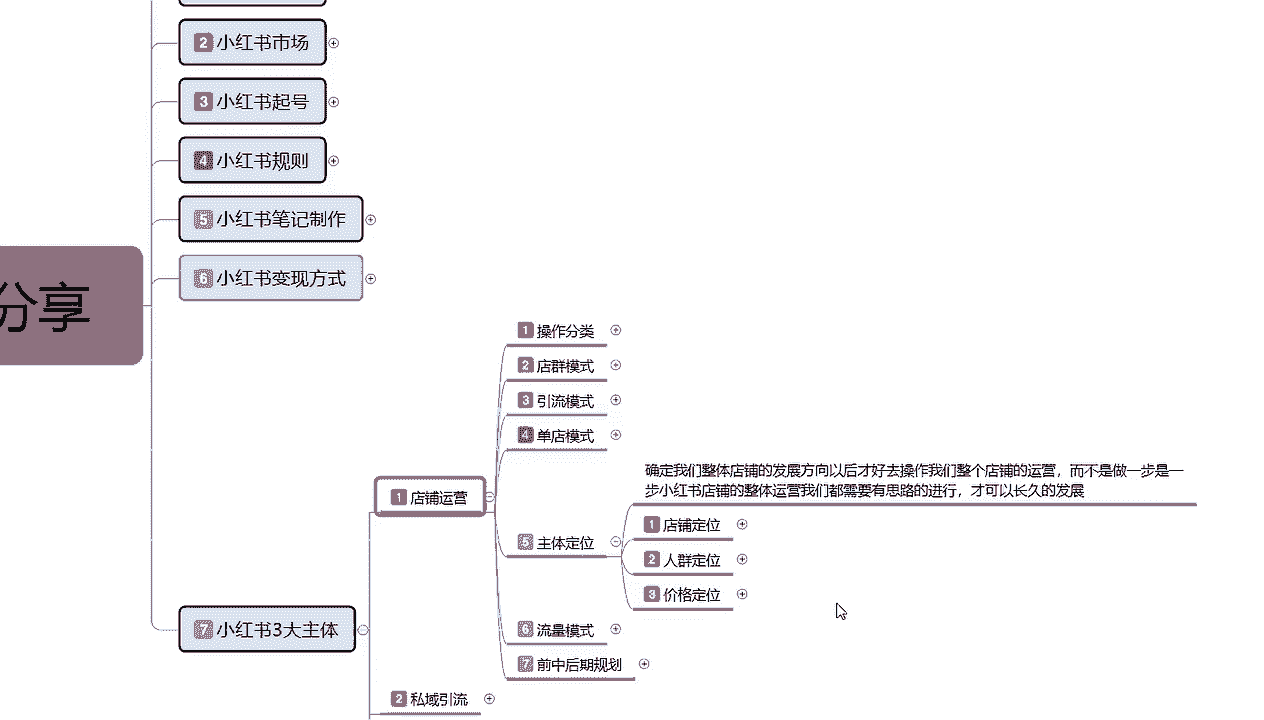 2 小红书市场
3 小红书起号
4 小红书规则
5 小红书笔记制作
6 小红书变现方式
分享
1 操作分类
2 店群模式
3 引流模式
4 单店模式
1 店铺运营
确定我们整体店铺的发展方向以后才好去操作我们整个店铺的运营，而不是做一步是一
步小红书店铺的整体运营我们都需要有思路的进行，才可以长久的发展
5 主体定位
1 店铺定位
2 人群定位
3 价格定位
6 流量模式
7 前中后期规划
7 小红书3大主体
2 私域引流